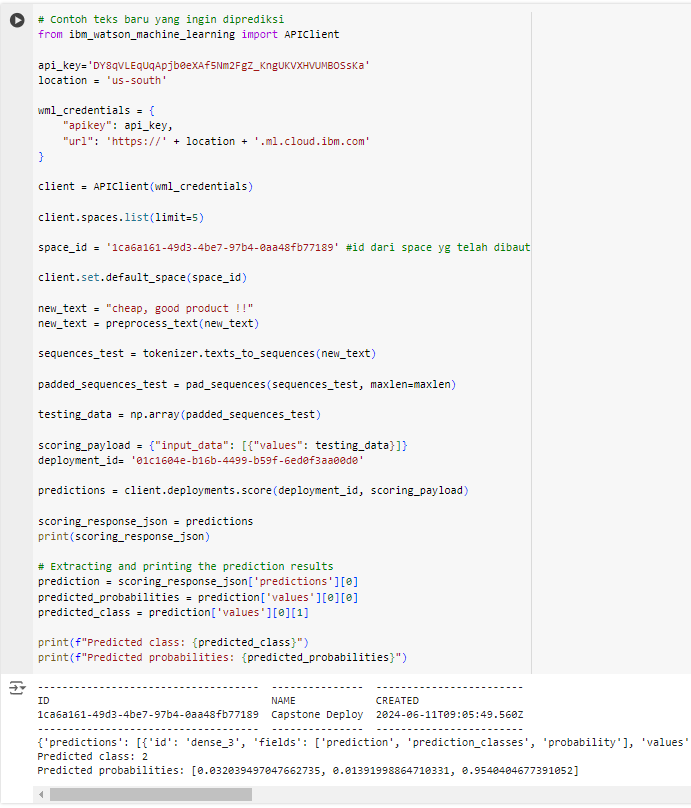 # Contoh teks baru yang ingin diprediksi
from ibm_watson_machine_learning import APIClient
api_key='DY8qVLEqUqApjb0eXAf5Nm2FgZ_KngUKVXHVUMBOSsKa'
location = 'us-south'
wml_credentials = {
    "apikey": api_key,
    "url": 'https://' + location + '.ml.cloud.ibm.com'
}
client = APIClient(wml_credentials)
client.spaces.list(limit=5)
space_id = '1ca6a161-49d3-4be7-97b4-0aa48fb77189' #id dari space yg telah dibaut
client.set.default_space(space_id)
new_text = "cheap, good product !!"
new_text = preprocess_text(new_text)
sequences_test = tokenizer.texts_to_sequences(new_text)
padded_sequences_test = pad_sequences(sequences_test, maxlen=maxlen)
testing_data = np.array(padded_sequences_test)
scoring_payload = {"input_data": [{"values": testing_data}]}
deployment_id= '01c1604e-b16b-4499-b59f-6ed0f3aa00d0'
predictions = client.deployments.score(deployment_id, scoring_payload)
scoring_response_json = predictions
print(scoring_response_json)
# Extracting and printing the prediction results
prediction = scoring_response_json['predictions'][0]
predicted_probabilities = prediction['values'][0][0]
predicted_class = prediction['values'][0][1]
print(f"Predicted class: {predicted_class}")
print(f"Predicted probabilities: {predicted_probabilities}")
------------------------------------  ---------------  ------------------------
ID                                    NAME             CREATED
1ca6a161-49d3-4be7-97b4-0aa48fb77189  Capstone Deploy  2024-06-11T09:05:49.560Z
------------------------------------  ---------------  ------------------------
{'predictions': [{'id': 'dense_3', 'fields': ['prediction', 'prediction_classes', 'probability'], 'values'
Predicted class: 2
Predicted probabilities: [0.032039497047662735, 0.01391998864710331, 0.9540404677391052]